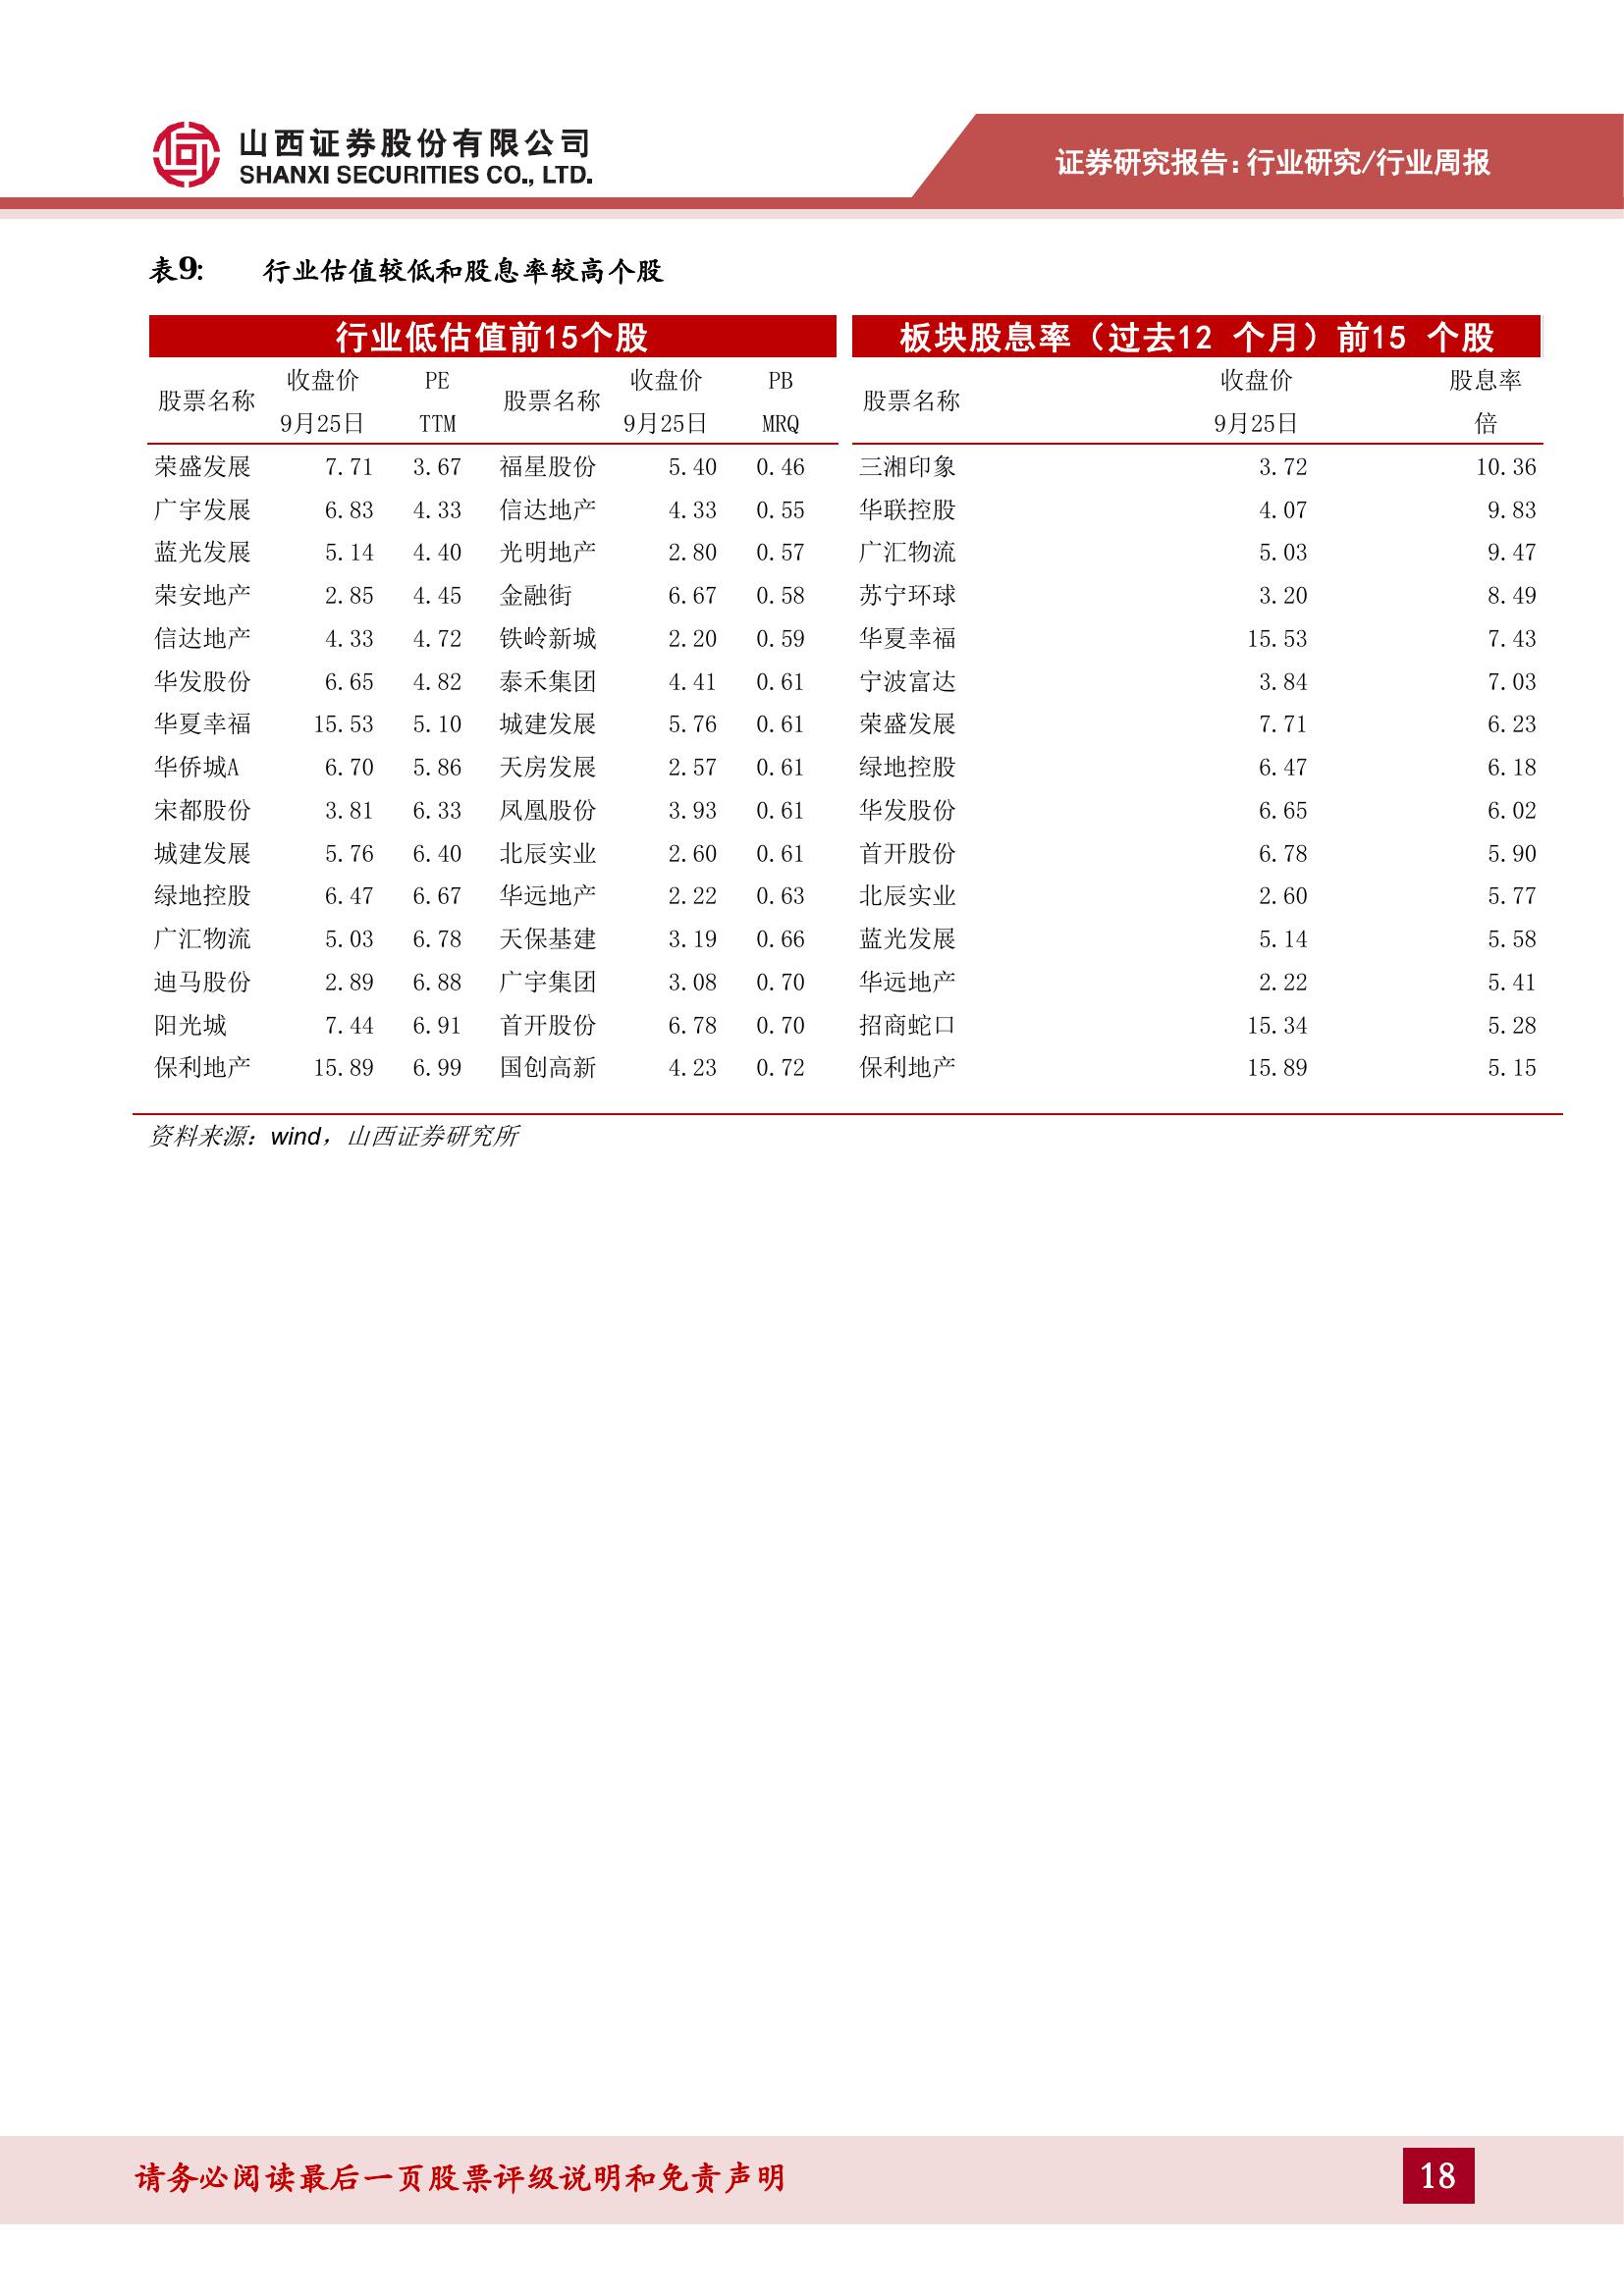 山西证券股份有限公司
SHANXI SECURITIES CO., LTD.
证券研究报告:行业研究/行业周报
表9: 行业估值较低和股息率较高个股
行业低估值前15个股 板块股息率（过去12 个月）前15 个股
股票名称 收盘价 PE 股票名称 收盘价 PB 股票名称 收盘价 股息率
9月25日 TTM 9月25日 MRQ 9月25日 倍
荣盛发展 7.71 3.67 福星股份 5.40 0.46 三湘印象 3.72 10.36
广宇发展 6.83 4.33 信达地产 4.33 0.55 华联控股 4.07 9.83
蓝光发展 5.14 4.40 光明地产 2.80 0.57 广汇物流 5.03 9.47
荣安地产 2.85 4.45 金融街 6.67 0.58 苏宁环球 3.20 8.49
信达地产 4.33 4.72 铁岭新城 2.20 0.59 华夏幸福 15.53 7.43
华发股份 6.65 4.82 泰禾集团 4.41 0.61 宁波富达 3.84 7.03
华夏幸福 15.53 5.10 城建发展 5.76 0.61 荣盛发展 7.71 6.23
华侨城A 6.70 5.86 天房发展 2.57 0.61 绿地控股 6.47 6.18
宋都股份 3.81 6.33 凤凰股份 3.93 0.61 华发股份 6.65 6.02
城建发展 5.76 6.40 北辰实业 2.60 0.61 首开股份 6.78 5.90
绿地控股 6.47 6.67 华远地产 2.22 0.63 北辰实业 2.60 5.77
广汇物流 5.03 6.78 天保基建 3.19 0.66 蓝光发展 5.14 5.58
迪马股份 2.89 6.88 广宇集团 3.08 0.70 华远地产 2.22 5.41
阳光城 7.44 6.91 首开股份 6.78 0.70 招商蛇口 15.34 5.28
保利地产 15.89 6.99 国创高新 4.23 0.72 保利地产 15.89 5.15
资料来源：wind，山西证券研究所
请务必阅读最后一页股票评级说明和免责声明
18